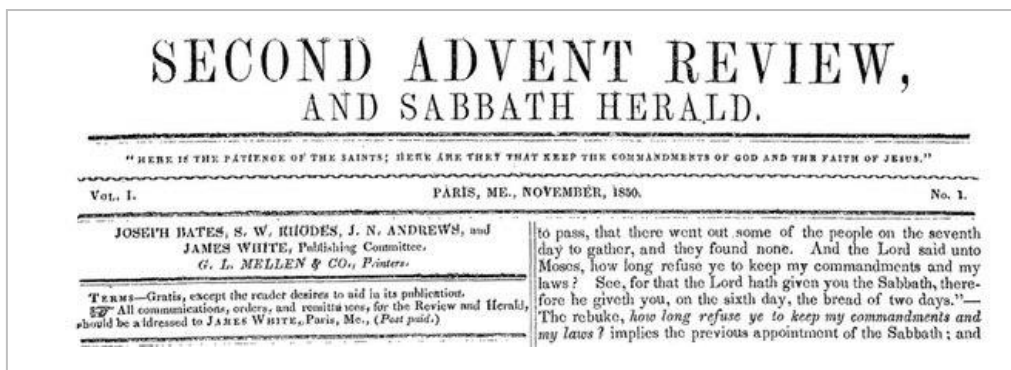 SECOND ADVENT REVIEW,
AND SABBATH HERALD.
"HERE IS THE PATIENCE OF THE SAINTS; HERE ARE THEY THAT KEEP THE COMMANDMENTS OF GOD AND THE FAITH OF JESUS."
VOL. I. PARIS, ME., NOVEMBER, 1850. No. 1.
JOSEPH BATES, S. W. RHODES, J. N. ANDREWS, and
JAMES WHITE, Publishing Committee.
G. L. MELLEN & CO., Printers.
TERMS—Gratis, except the reader desires to aid in its publication.
☞ All communications, orders, and remittances, for the Review and Herald,
should be addressed to JAMES WHITE, Paris, Me., (Post paid.)
to pass, that there went out some of the people on the seventh
day to gather, and they found none. And the Lord said unto
Moses, how long refuse ye to keep my commandments and my
laws? See, for that the Lord hath given you the Sabbath, there-
fore he giveth you, on the sixth day, the bread of two days."—
The rebuke, how long refuse ye to keep my commandments and
my laws? implies the previous appointment of the Sabbath; and